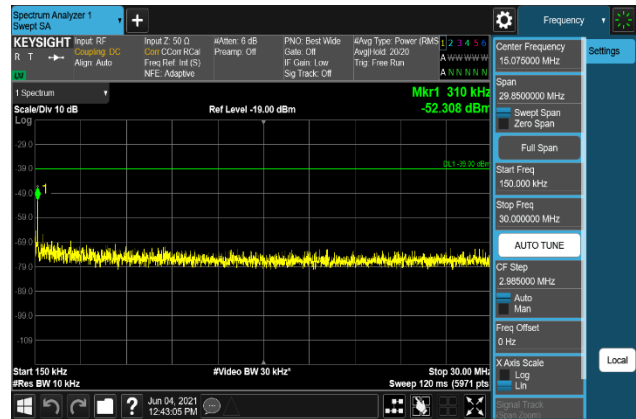 Spectrum Analyzer 1
Swept SA
Frequency
KEYSIGHT
R T
LW
Input: RF
Coupling: DC
Align: Auto
Input Z: 50 Ω
Corr CCorr RCal
Freq Ref: Int (S)
NFE: Adaptive
#Atten: 6 dB
Preamp: Off
PNO: Best Wide
Gate: Off
IF Gain: Low
Sig Track: Off
#Avg Type: Power (RMS
Avg|Hold: 20/20
Trig: Free Run
1 2 3 4 5 6
A W W W W W
A N N N N N
1 Spectrum
Scale/Div 10 dB
Log
Ref Level -19.00 dBm
Mkr1 310 kHz
-52.308 dBm
DL1 -39.00 dBm
1
-29.0
-39.0
-49.0
-59.0
-69.0
-79.0
-89.0
-99.0
-109
Start 150 kHz
#Res BW 10 kHz
#Video BW 30 kHz*
Stop 30.00 MHz
Sweep 120 ms (5971 pts
Jun 04, 2021
12:43:05 PM
?
Center Frequency
15.075000 MHz
Span
29.8500000 MHz
Swept Span
Zero Span
Full Span
Start Freq
150.000 kHz
Stop Freq
30.000000 MHz
AUTO TUNE
CF Step
2.985000 MHz
Auto
Man
Freq Offset
0 Hz
X Axis Scale
Log
Lin
Signal Track
(Span Zoom)
Settings
Local